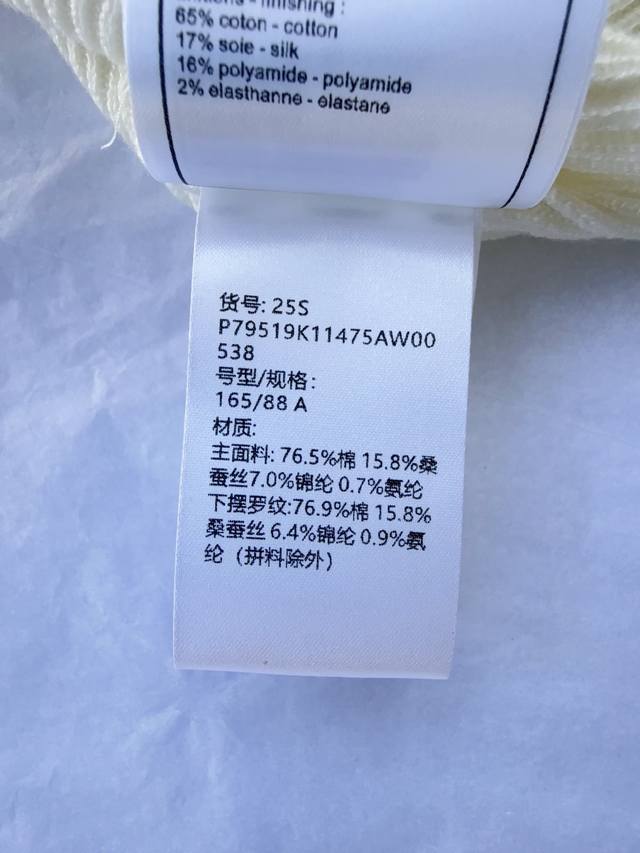 finishing :
65% coton - cotton
17% soie - silk
16% polyamide - polyamide
2% elasthanne - elastane
货号: 25S
P79519K11475AW00
538
号型/规格:
165/88 A
材质:
主面料: 76.5%棉 15.8%桑
蚕丝7.0%锦纶 0.7%氨纶
下摆罗纹:76.9%棉 15.8%
桑蚕丝 6.4%锦纶 0.9%氨
纶（拼料除外）